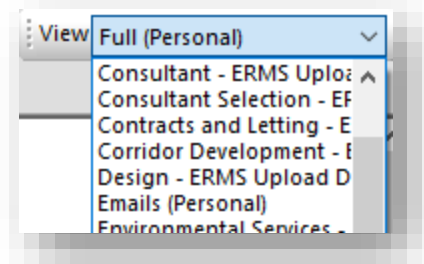 View Full (Personal)
Consultant - ERMS Uploa
Consultant Selection - EF
Contracts and Letting - E
Corridor Development - E
Design - ERMS Upload D
Emails (Personal)
Environmental Services -